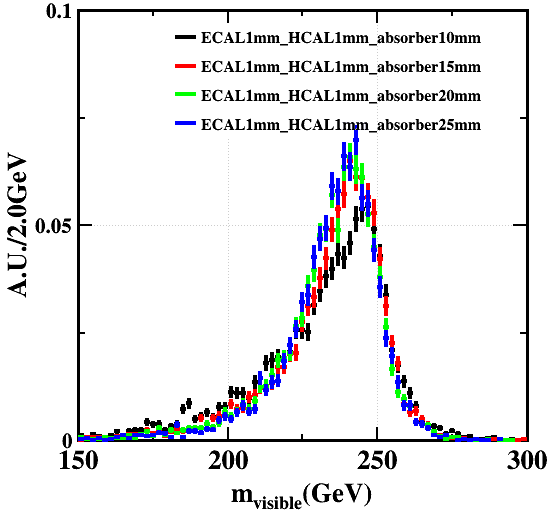 0.1
ECAL1mm_HCAL1mm_absorber10mm
ECAL1mm_HCAL1mm_absorber15mm
ECAL1mm_HCAL1mm_absorber20mm
ECAL1mm_HCAL1mm_absorber25mm
A.U./2.0GeV
0.05
0
150 200 250 300
m_visible(GeV)